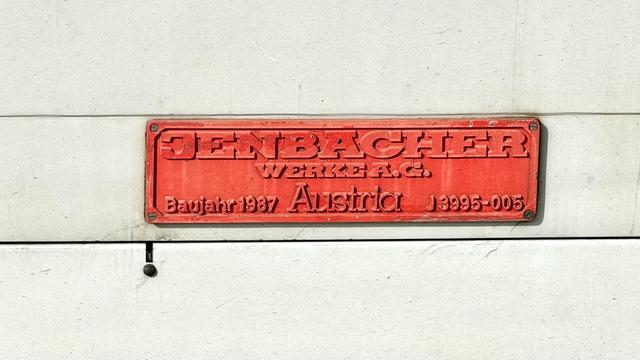 JENBACHER
WERKE A.G.
Baujahr 1987 Austria J 3995-005